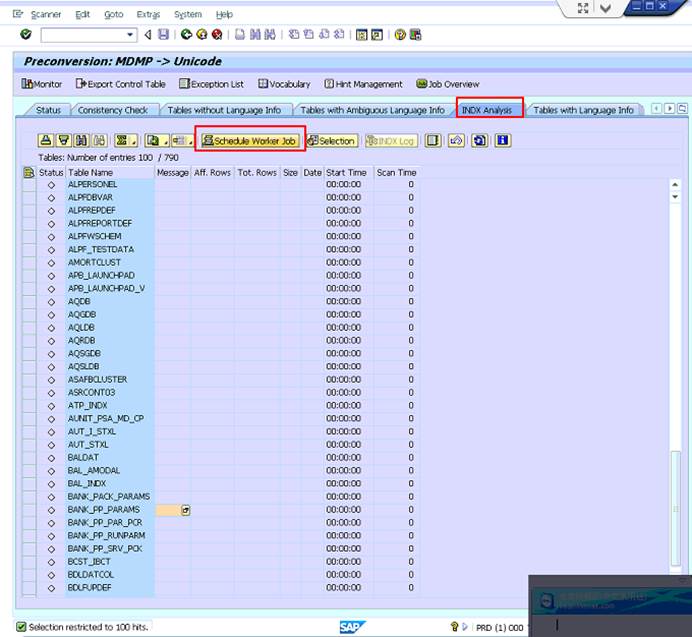 Scanner Edit Goto Extras System Help
Preconversion: MDMP -> Unicode
Monitor Export Control Table Exception List Vocabulary Hint Management Job Overview
Status Consistency Check Tables without Language Info Tables with Ambiguous Language Info INDX Analysis Tables with Language Info
Schedule Worker Job Selection INDX Log
Tables: Number of entries 100 / 790
Status Table Name Message Aff. Rows Tot. Rows Size Date Start Time Scan Time
ALPERSONEL 00:00:00 0
ALPFDBVAR 00:00:00 0
ALPFREPDEF 00:00:00 0
ALPFREPORTDEF 00:00:00 0
ALPFWSCHEM 00:00:00 0
ALPF_TESTDATA 00:00:00 0
AMORTCLUST 00:00:00 0
APB_LAUNCHPAD 00:00:00 0
APB_LAUNCHPAD_V 00:00:00 0
AQDB 00:00:00 0
AQGDB 00:00:00 0
AQLDB 00:00:00 0
AQRDB 00:00:00 0
AQSGDB 00:00:00 0
AQSLDB 00:00:00 0
ASAFBCLUSTER 00:00:00 0
ASRCONT03 00:00:00 0
ATP_INDX 00:00:00 0
AUNIT_PSA_MD_CP 00:00:00 0
AUT_I_STXL 00:00:00 0
AUT_STXL 00:00:00 0
BALDAT 00:00:00 0
BAL_AMODAL 00:00:00 0
BAL_INDX 00:00:00 0
BANK_PACK_PARAMS 00:00:00 0
BANK_PP_PARAMS 00:00:00 0
BANK_PP_PAR_PCR 00:00:00 0
BANK_PP_RUNPARM 00:00:00 0
BANK_PP_SRV_PCK 00:00:00 0
BCST_IBCT 00:00:00 0
BDLDATCOL 00:00:00 0
BDLFUPDEF 00:00:00 0
Selection restricted to 100 hits. SAP PRD (1) 000